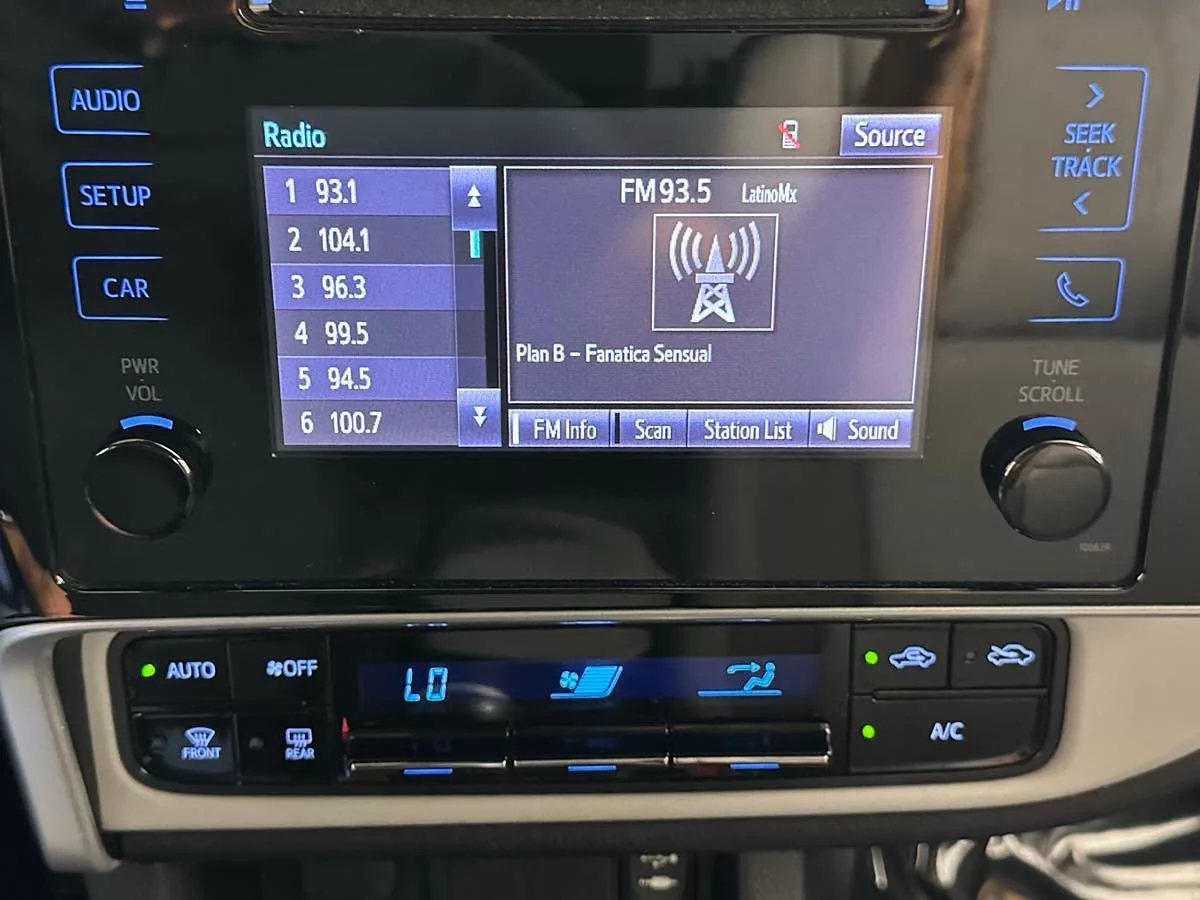 AUDIO
SETUP
CAR
PWR
VOL
Radio
Source
1 93.1
2 104.1
3 96.3
4 99.5
5 94.5
6 100.7
FM 93.5 LatinoMx
Plan B - Fanatica Sensual
FM Info
Scan
Station List
Sound
SEEK
TRACK
TUNE
SCROLL
AUTO
OFF
FRONT
REAR
LO
A/C